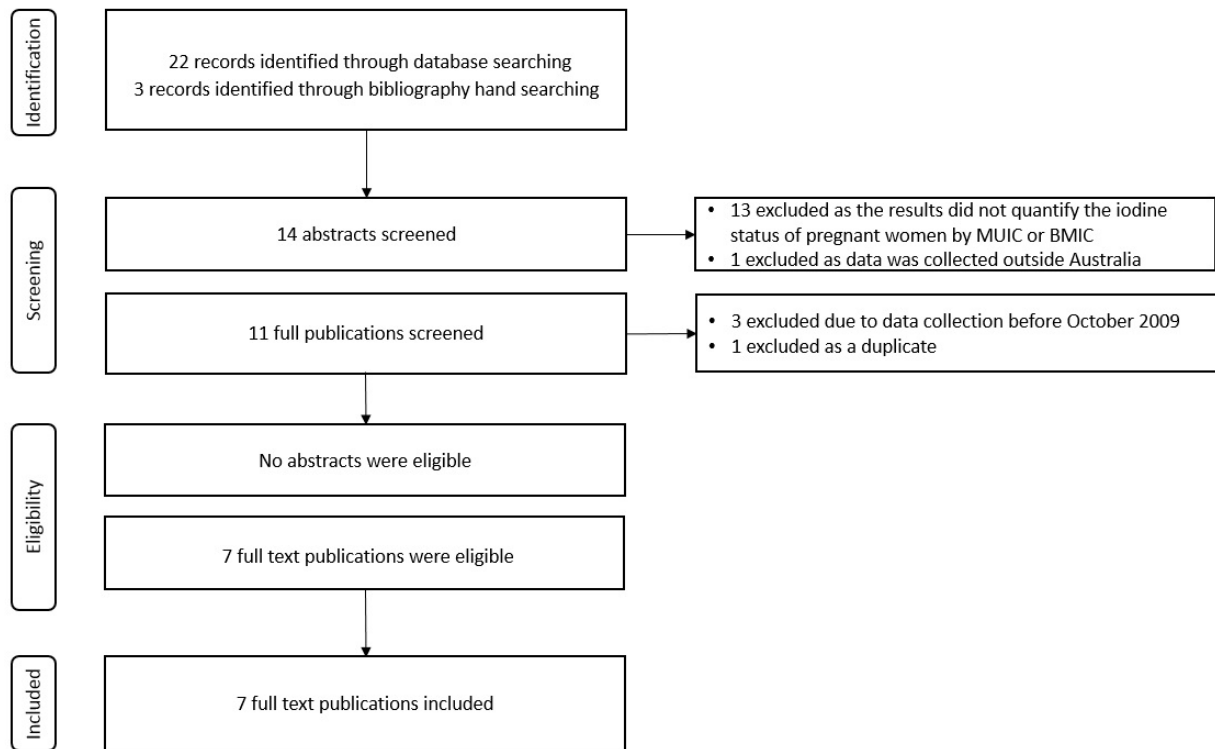 Identification
22 records identified through database searching
3 records identified through bibliography hand searching
Screening
14 abstracts screened
• 13 excluded as the results did not quantify the iodine
status of pregnant women by MUIC or BMIC
• 1 excluded as data was collected outside Australia
11 full publications screened
• 3 excluded due to data collection before October 2009
• 1 excluded as a duplicate
Eligibility
No abstracts were eligible
7 full text publications were eligible
Included
7 full text publications included